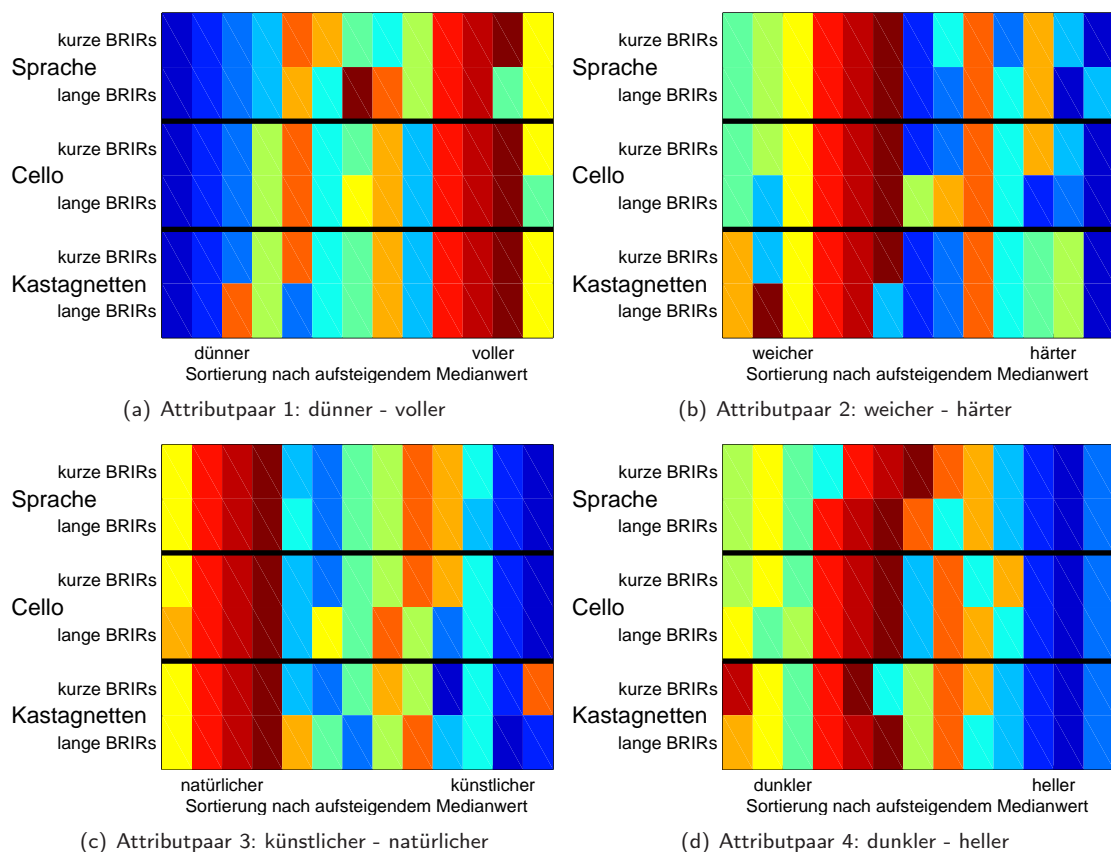 kurze BRIRs
Sprache
lange BRIRs
kurze BRIRs
Cello
lange BRIRs
kurze BRIRs
Kastagnetten
lange BRIRs
dünner voller
Sortierung nach aufsteigendem Medianwert
(a) Attributpaar 1: dünner - voller
kurze BRIRs
Sprache
lange BRIRs
kurze BRIRs
Cello
lange BRIRs
kurze BRIRs
Kastagnetten
lange BRIRs
weicher härter
Sortierung nach aufsteigendem Medianwert
(b) Attributpaar 2: weicher - härter
kurze BRIRs
Sprache
lange BRIRs
kurze BRIRs
Cello
lange BRIRs
kurze BRIRs
Kastagnetten
lange BRIRs
natürlicher künstlicher
Sortierung nach aufsteigendem Medianwert
(c) Attributpaar 3: künstlicher - natürlicher
kurze BRIRs
Sprache
lange BRIRs
kurze BRIRs
Cello
lange BRIRs
kurze BRIRs
Kastagnetten
lange BRIRs
dunkler heller
Sortierung nach aufsteigendem Medianwert
(d) Attributpaar 4: dunkler - heller